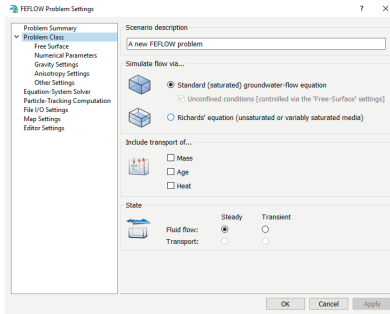 FEFLOW Problem Settings
Problem Summary
Problem Class
Free Surface
Numerical Parameters
Gravity Settings
Anisotropy Settings
Other Settings
Equation-System Solver
Particle-Tracking Computation
File I/O Settings
Map Settings
Editor Settings
Scenario description
A new FEFLOW problem
Simulate flow via...
Standard (saturated) groundwater-flow equation
Unconfined conditions [controlled via the 'Free-Surface' settings]
Richards' equation (unsaturated or variably saturated media)
Include transport of...
Mass
Age
Heat
State
Steady Transient
Fluid flow:
Transport:
OK Cancel Apply